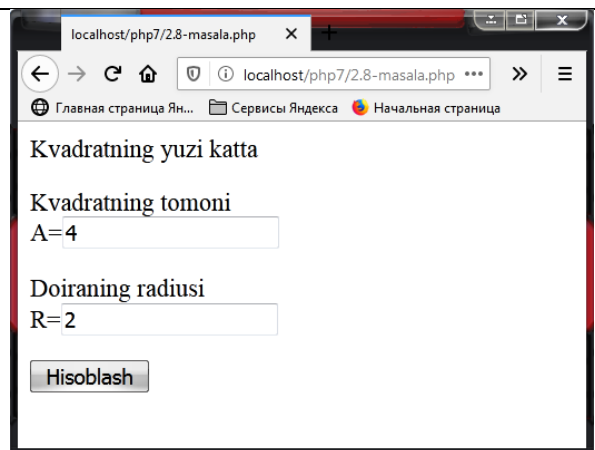 localhost/php7/2.8-masala.php
localhost/php7/2.8-masala.php
Главная страница Ян... Сервисы Яндекса Начальная страница
Kvadratning yuzi katta
Kvadratning tomoni
A=4
Doiraning radiusi
R=2
Hisoblash